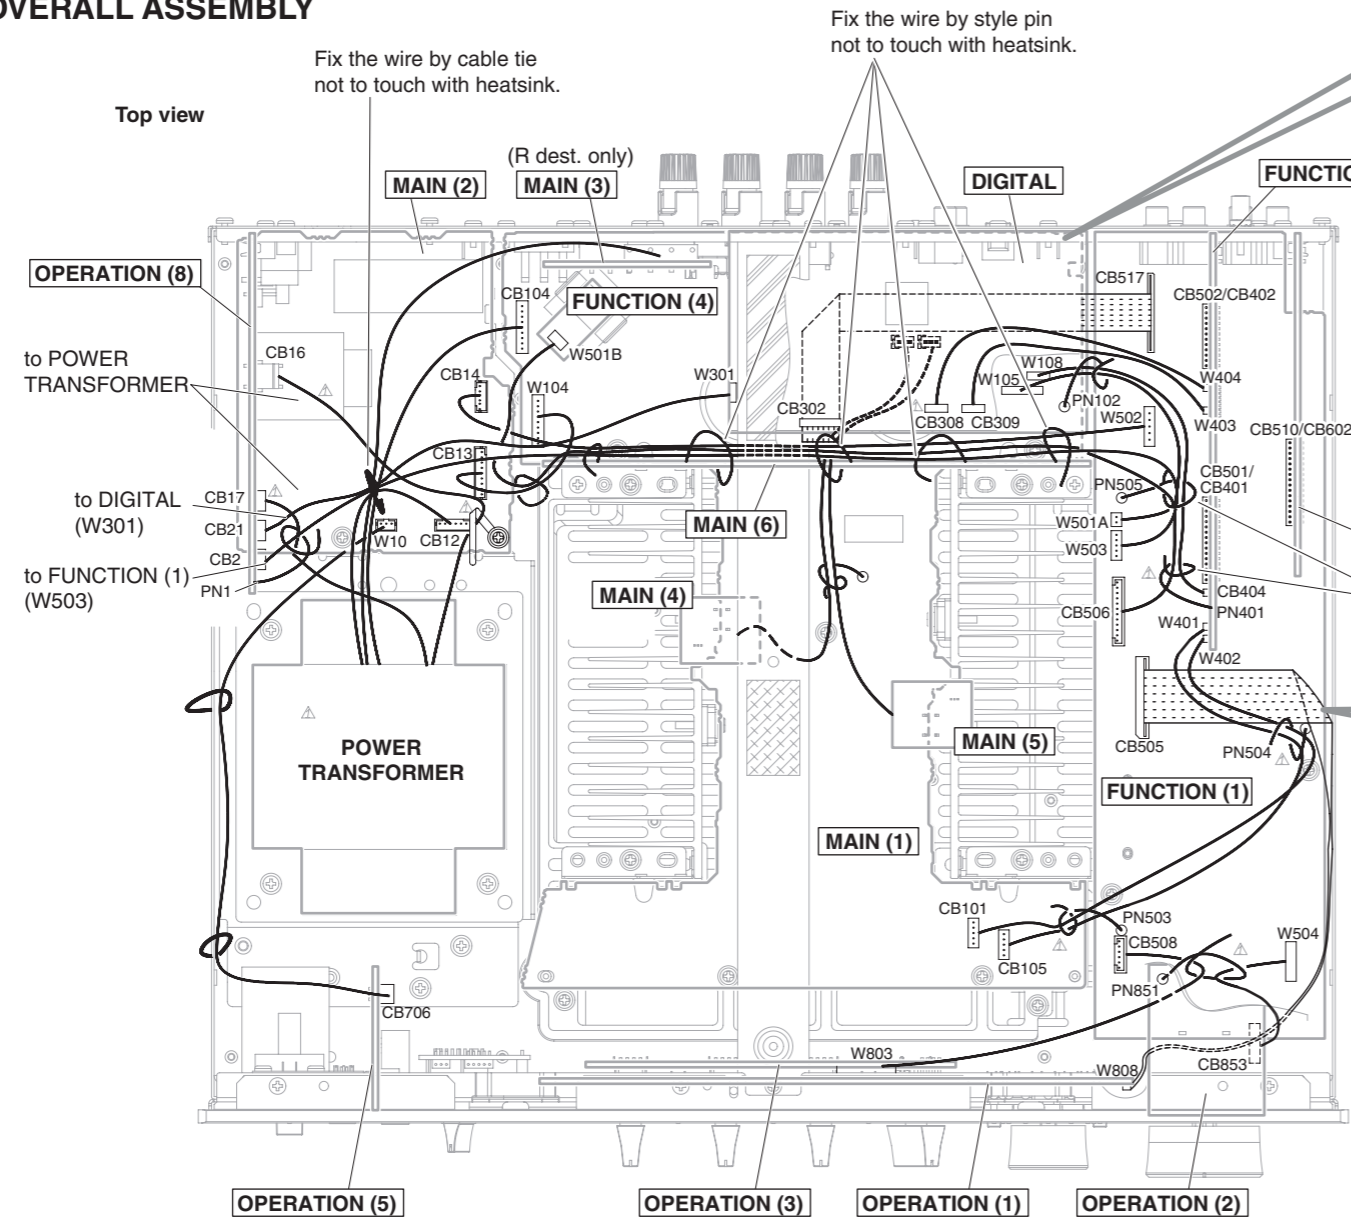 OVERALL ASSEMBLY
Fix the wire by style pin
not to touch with heatsink.
Fix the wire by cable tie
not to touch with heatsink.
Top view
(R dest. only)
MAIN (2)
MAIN (3)
DIGITAL
FUNCTIO
OPERATION (8)
CB517
CB104
FUNCTION (4)
CB502/CB402
to POWER
TRANSFORMER
CB16
W501B
CB14
W104
W301
W108
W105
W404
PN102
CB302
CB308
CB309
W502
W403
CB510/CB602
CB13
CB501/
CB401
PN505
to DIGITAL
(W301)
CB17
CB21
W10
CB12
MAIN (6)
W501A
W503
CB2
to FUNCTION (1)
(W503)
PN1
MAIN (4)
CB506
CB404
PN401
W401
W402
POWER
TRANSFORMER
MAIN (5)
CB505
PN504
FUNCTION (1)
MAIN (1)
CB101
CB105
PN503
CB508
W504
PN851
CB706
W803
W808
CB853
OPERATION (5)
OPERATION (3)
OPERATION (1)
OPERATION (2)